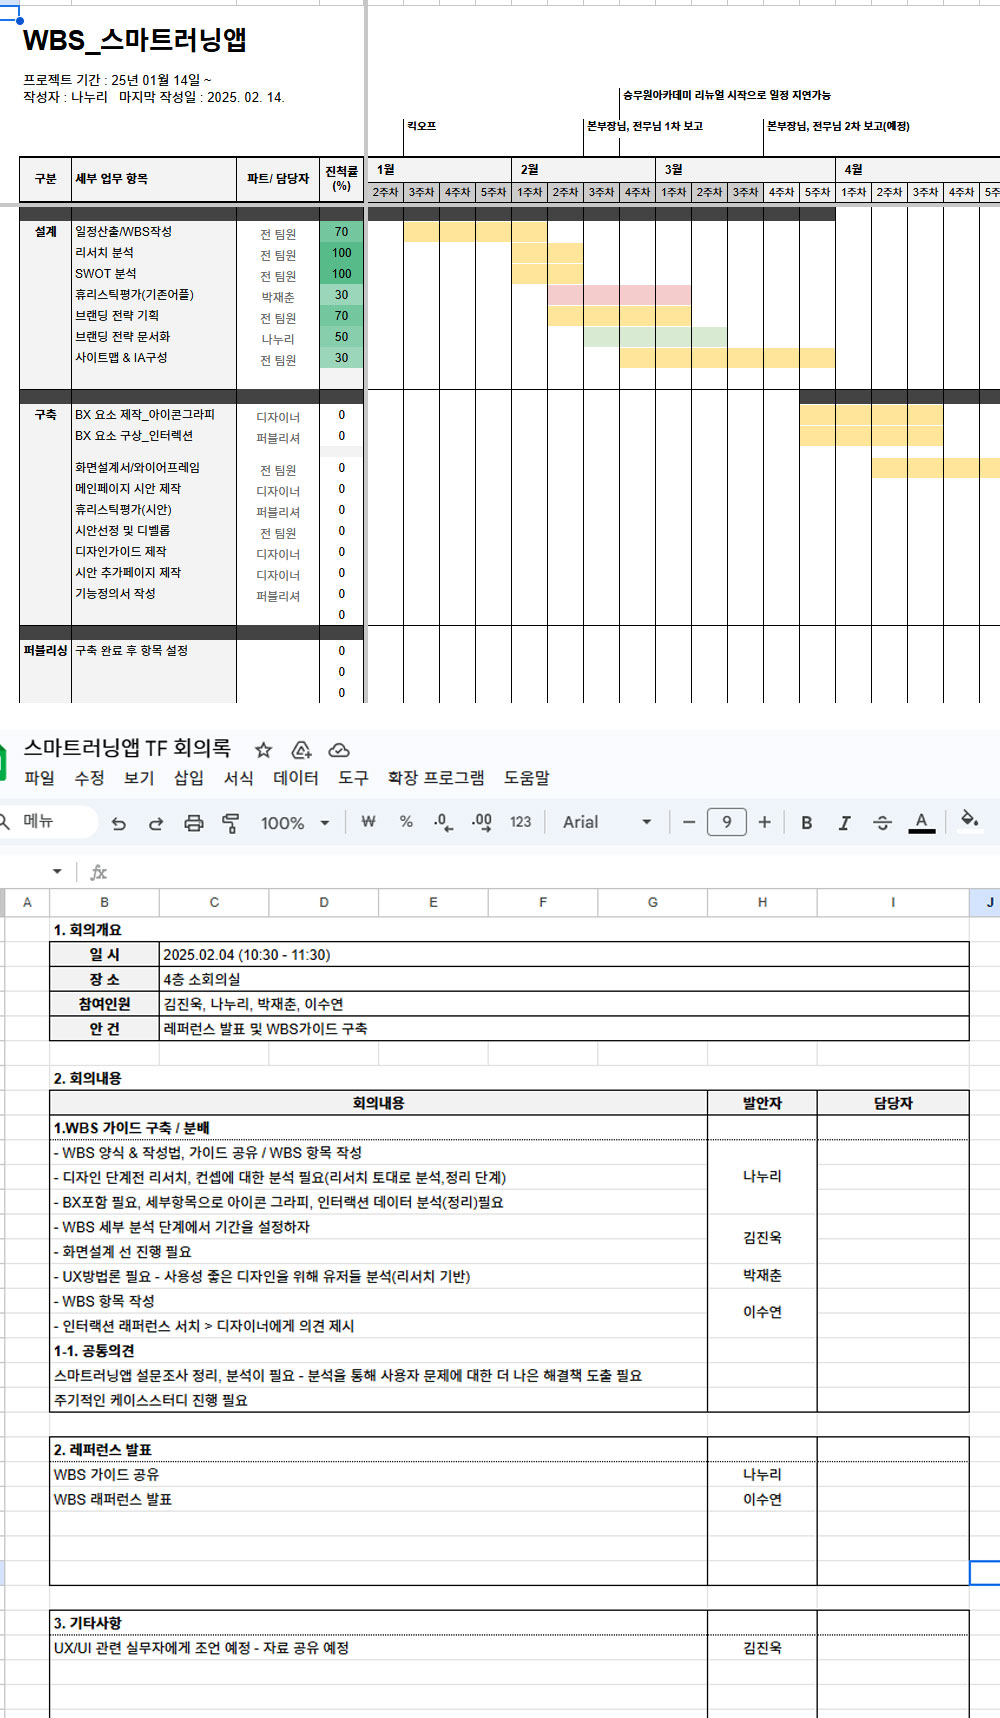 WBS_스마트러닝앱
프로젝트 기간 : 25년 01월 14일 ~
작성자 : 나누리 마지막 작성일 : 2025. 02. 14.
승무원아카데미 리뉴얼 시작으로 일정 지연가능
킥오프 본부장님, 전무님 1차 보고 본부장님, 전무님 2차 보고(예정)
구분 세부 업무 항목 파트/ 담당자 진척률 (%) 1월 2월 3월 4월
2주차 3주차 4주차 5주차 1주차 2주차 3주차 4주차 1주차 2주차 3주차 4주차 5주차 1주차 2주차 3주차 4주차 5주
설계 일정산출/WBS작성 전 팀원 70
리서치 분석 전 팀원 100
SWOT 분석 전 팀원 100
휴리스틱평가(기존어플) 박재춘 30
브랜딩 전략 기획 전 팀원 70
브랜딩 전략 문서화 나누리 50
사이트맵 & IA구성 전 팀원 30
구축 BX 요소 제작_아이콘그라피 디자이너 0
BX 요소 구상_인터렉션 퍼블리셔 0
화면설계서/와이어프레임 전 팀원 0
메인페이지 시안 제작 디자이너 0
휴리스틱평가(시안) 퍼블리셔 0
시안선정 및 디벨롭 전 팀원 0
디자인가이드 제작 디자이너 0
시안 추가페이지 제작 디자이너 0
기능정의서 작성 퍼블리셔 0
0
퍼블리싱 구축 완료 후 항목 설정 0
0
0
스마트러닝앱 TF 회의록
파일 수정 보기 삽입 서식 데이터 도구 확장 프로그램 도움말
메뉴 100% ₩ % .0 .00 123 Arial 9 B I A
fx
A B C D E F G H I J
1. 회의개요
일 시 2025.02.04 (10:30 - 11:30)
장 소 4층 소회의실
참여인원 김진욱, 나누리, 박재춘, 이수연
안 건 레퍼런스 발표 및 WBS가이드 구축
2. 회의내용
회의내용 발안자 담당자
1.WBS 가이드 구축 / 분배
- WBS 양식 & 작성법, 가이드 공유 / WBS 항목 작성
- 디자인 단계전 리서치, 컨셉에 대한 분석 필요(리서치 토대로 분석,정리 단계) 나누리
- BX포함 필요, 세부항목으로 아이콘 그라피, 인터랙션 데이터 분석(정리)필요
- WBS 세부 분석 단계에서 기간을 설정하자 김진욱
- 화면설계 선 진행 필요
- UX방법론 필요 - 사용성 좋은 디자인을 위해 유저들 분석(리서치 기반) 박재춘
- WBS 항목 작성 이수연
- 인터랙션 래퍼런스 서치 > 디자이너에게 의견 제시
1-1. 공통의견
스마트러닝앱 설문조사 정리, 분석이 필요 - 분석을 통해 사용자 문제에 대한 더 나은 해결책 도출 필요
주기적인 케이스스터디 진행 필요
2. 레퍼런스 발표
WBS 가이드 공유 나누리
WBS 래퍼런스 발표 이수연
3. 기타사항
UX/UI 관련 실무자에게 조언 예정 - 자료 공유 예정 김진욱